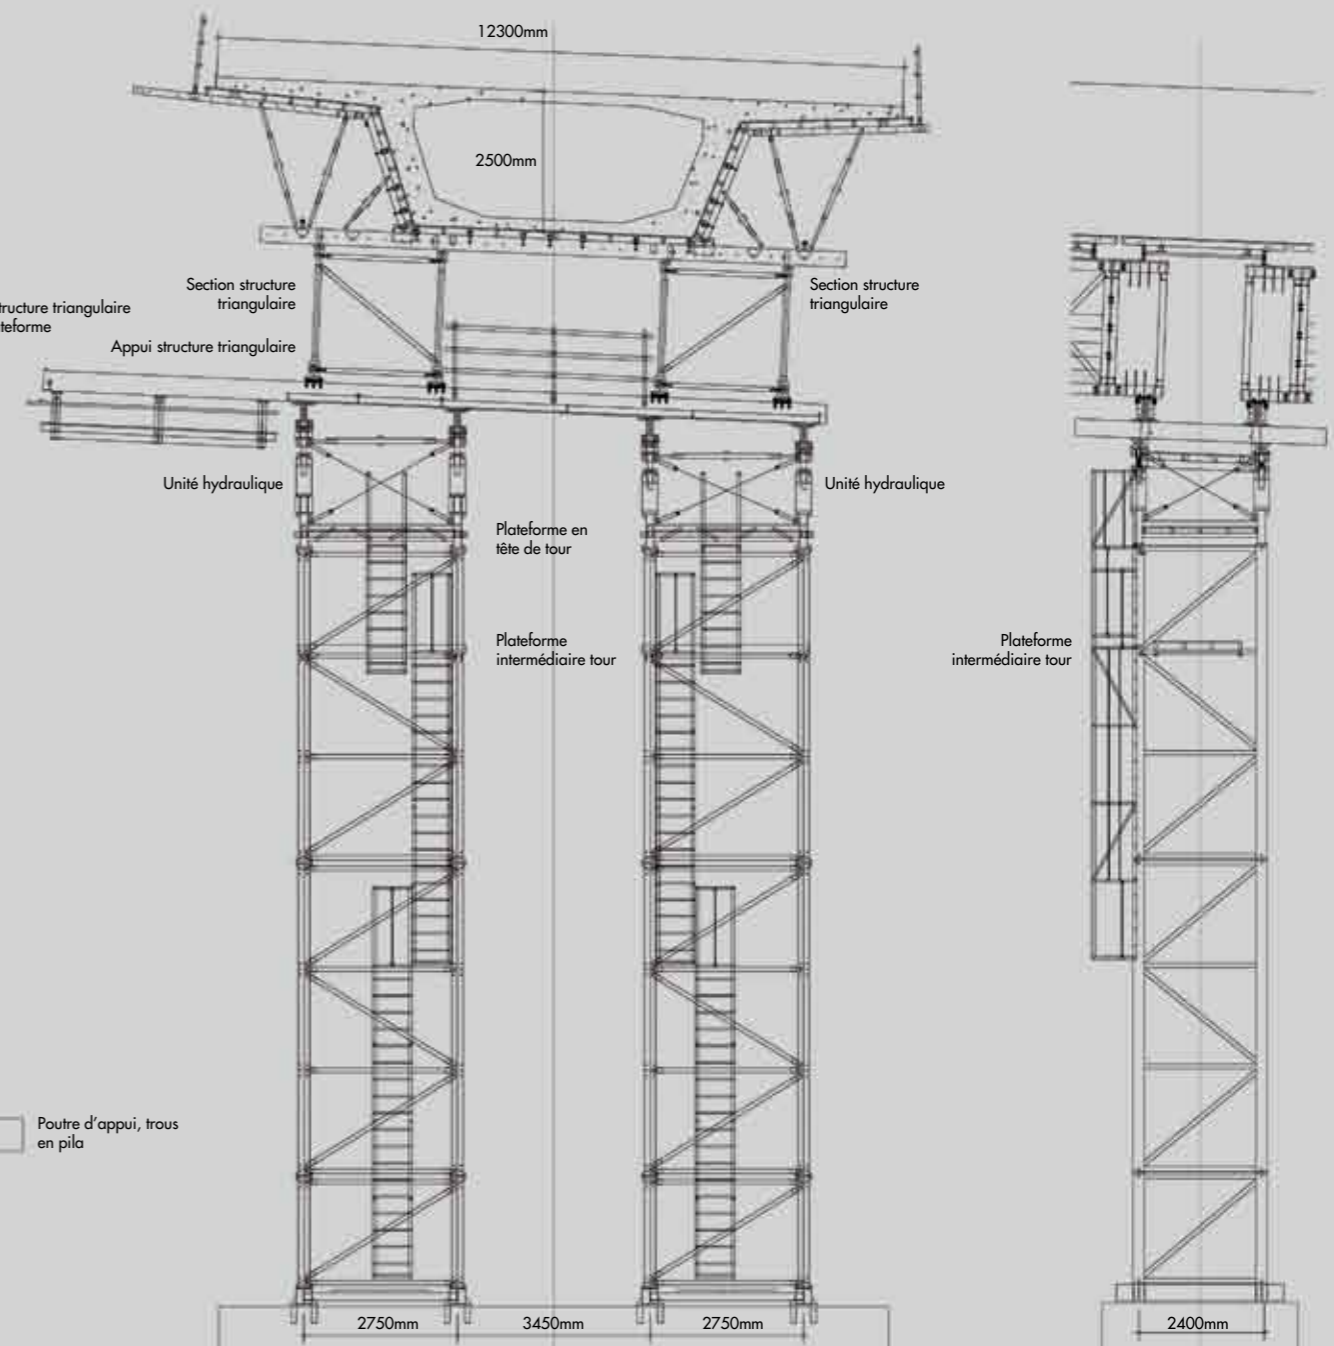 12300mm
2500mm
Section structure
triangulaire
Section structure
triangulaire
tructure triangulaire
teforme
Appui structure triangulaire
Unité hydraulique
Unité hydraulique
Plateforme en
tête de tour
Plateforme
intermédiaire tour
Plateforme
intermédiaire tour
Poutre d'appui, trous
en pila
2750mm
3450mm
2750mm
2400mm